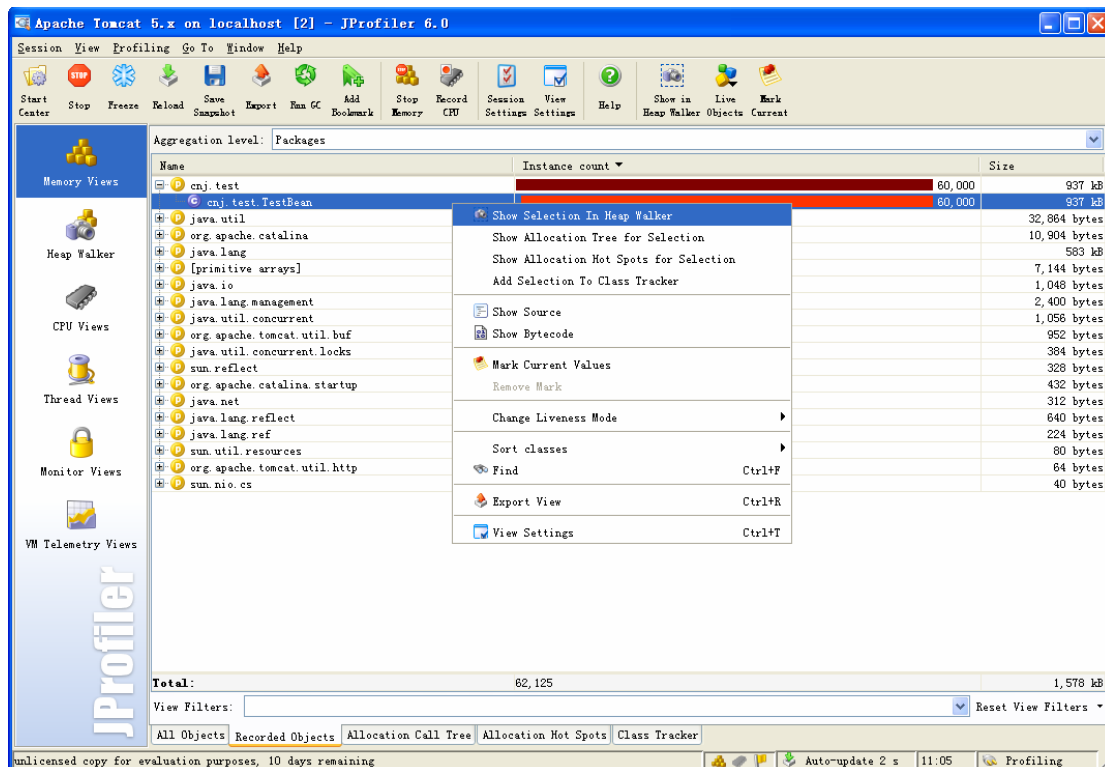 Apache Tomcat 5.x on localhost [2] - JProfiler 6.0
Session View Profiling Go To Window Help
Start Center
Stop
Freeze
Reload
Save Snapshot
Export
Run GC
Add Bookmark
Stop Memory
Record CPU
Session Settings
View Settings
Help
Show in Heap Walker
Live Objects
Mark Current
Memory Views
Heap Walker
CPU Views
Thread Views
Monitor Views
VM Telemetry Views
JProfiler
Aggregation level: Packages
Name Instance count Size
cnj.test 60,000 937 kB
cnj.test.TestBean 60,000 937 kB
java.util 32,864 bytes
org.apache.catalina 10,904 bytes
java.lang 583 kB
[primitive arrays] 7,144 bytes
java.io 1,048 bytes
java.lang.management 2,400 bytes
java.util.concurrent 1,056 bytes
org.apache.tomcat.util.buf 952 bytes
java.util.concurrent.locks 384 bytes
sun.reflect 328 bytes
org.apache.catalina.startup 432 bytes
java.net 312 bytes
java.lang.reflect 640 bytes
java.lang.ref 224 bytes
sun.util.resources 80 bytes
org.apache.tomcat.util.http 64 bytes
sun.nio.cs 40 bytes
Show Selection In Heap Walker
Show Allocation Tree for Selection
Show Allocation Hot Spots for Selection
Add Selection To Class Tracker
Show Source
Show Bytecode
Mark Current Values
Remove Mark
Change Liveness Mode
Sort classes
Find Ctrl+F
Export View Ctrl+R
View Settings Ctrl+T
Total: 62,125 1,578 kB
View Filters: Reset View Filters
All Objects Recorded Objects Allocation Call Tree Allocation Hot Spots Class Tracker
unlicensed copy for evaluation purposes, 10 days remaining Auto-update 2 s 11:05 Profiling